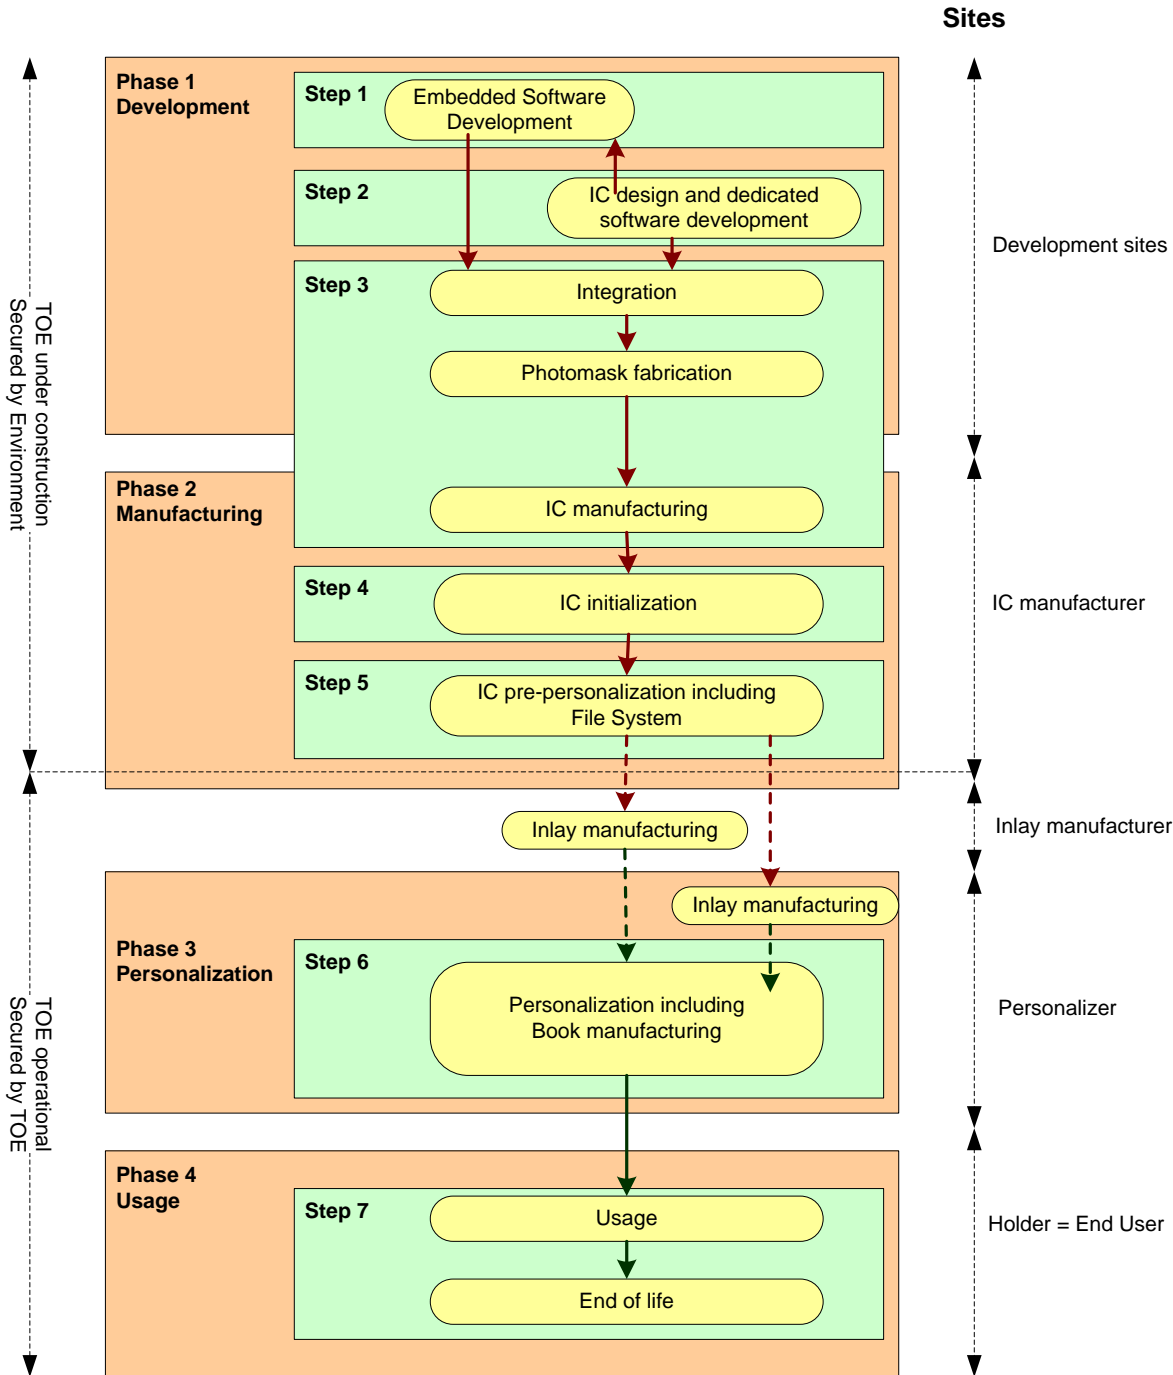 Sites
Phase 1
Development
Step 1
Embedded Software
Development
Step 2
IC design and dedicated
software development
Development sites
Step 3
Integration
TOE under construction
Secured by Environment
Photomask fabrication
Phase 2
Manufacturing
IC manufacturing
Step 4
IC initialization
IC manufacturer
Step 5
IC pre-personalization including
File System
Inlay manufacturing
Inlay manufacturer
Inlay manufacturing
Phase 3
Personalization
Step 6
Personalization including
Book manufacturing
Personalizer
TOE operational
Secured by TOE
Phase 4
Usage
Step 7
Usage
Holder = End User
End of life